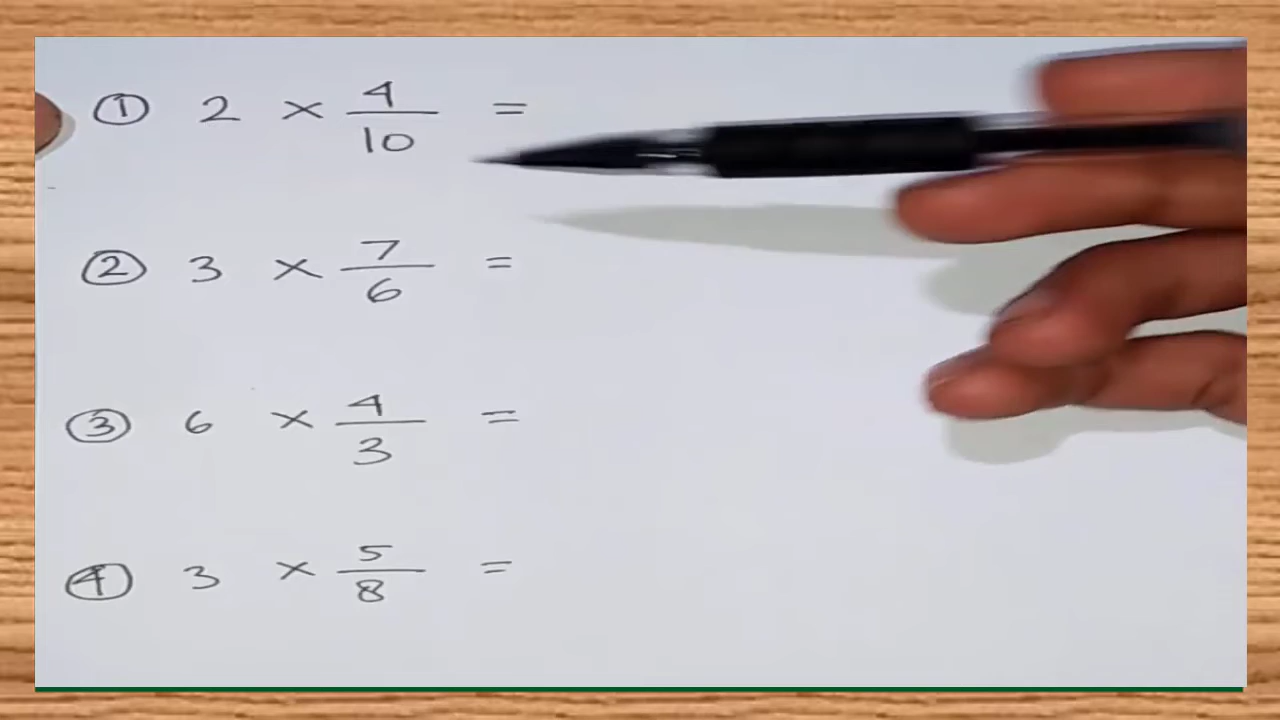 ① 2 × 4/10 =
② 3 × 7/6 =
③ 6 × 4/3 =
④ 3 × 5/8 =